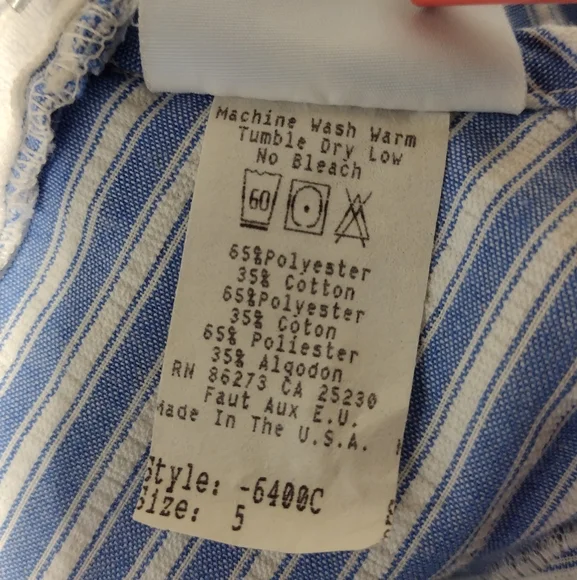 Machine Wash Warm
Tumble Dry Low
No Bleach
60
65%Polyester
35% Cotton
65%Polyester
35% Coton
65% Poliester
35% Algodon
RN 86273 CA 25230
Faut Aux E.U.
Made In The U.S.A.
Style: -6400C
Size: 5